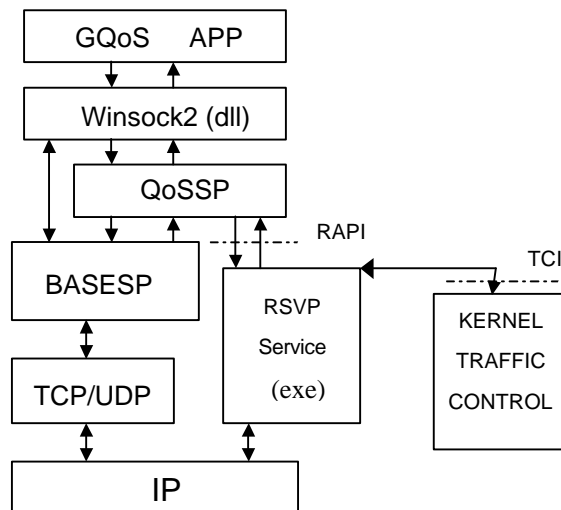 GQoS APP
Winsock2 (dll)
QoSSP
RAPI
TCI
BASESP
RSVP
Service
(exe)
KERNEL
TRAFFIC
CONTROL
TCP/UDP
IP